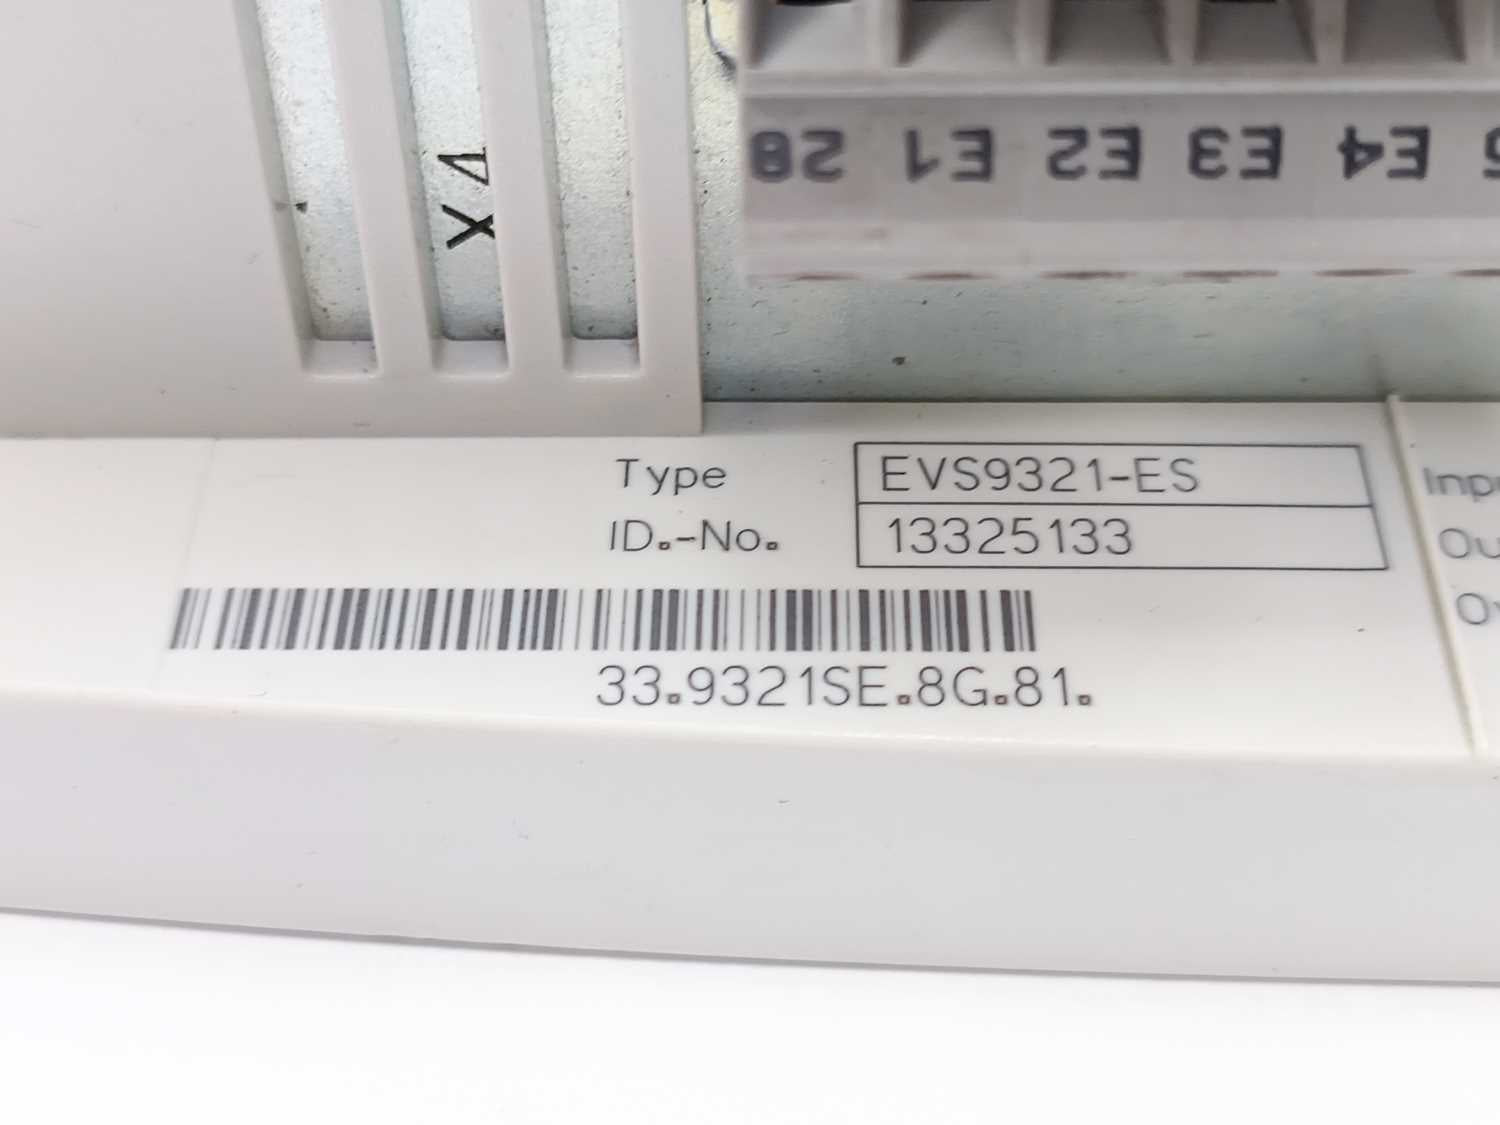 X4
28 E1 E2 E3 E4
Type EVS9321-ES
ID.-No. 13325133
33.9321SE.8G.81.